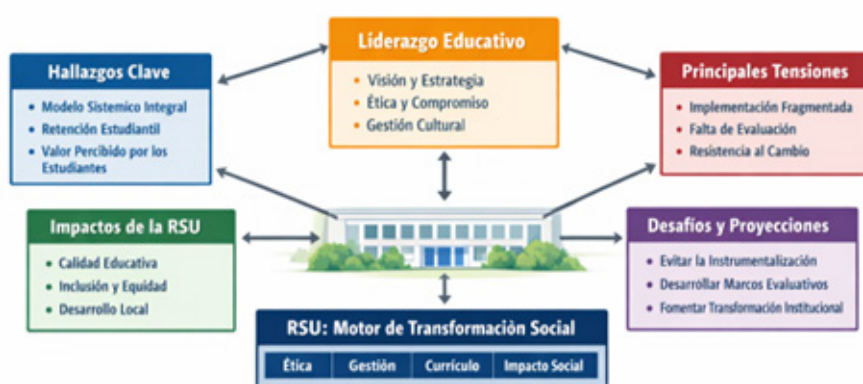 Liderazgo Educativo
• Visión y Estrategia
• Ética y Compromiso
• Gestión Cultural
Hallazgos Clave
• Modelo Sistemico Integral
• Retención Estudiantil
• Valor Percibido por los
Estudiantes
Principales Tensiones
• Implementación Fragmentada
• Falta de Evaluación
• Resistencia al Cambio
Impactos de la RSU
• Calidad Educativa
• Inclusión y Equidad
• Desarrollo Local
Desafíos y Proyecciones
• Evitar la Instrumentalización
• Desarrollar Marcos Evaluativos
• Fomentar Transformación Institucional
RSU: Motor de Transformaciòn Social
Ética Gestión Currículo Impacto Social